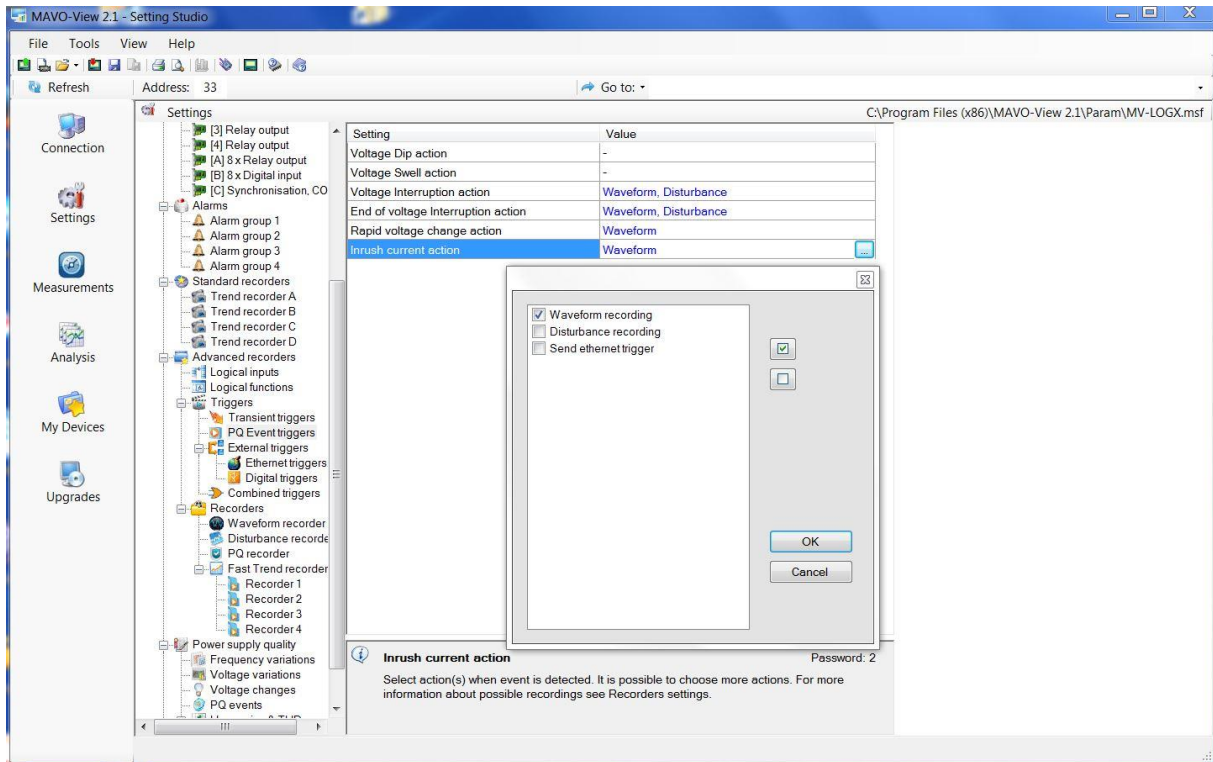 MAVO-View 2.1 - Setting Studio
File Tools View Help
Refresh Address: 33 Go to:
Settings C:\Program Files (x86)\MAVO-View 2.1\Param\MV-LOGX.msf
Connection
Settings
Measurements
Analysis
My Devices
Upgrades
[3] Relay output
[4] Relay output
[A] 8 x Relay output
[B] 8 x Digital input
[C] Synchronisation, CO
Alarms
Alarm group 1
Alarm group 2
Alarm group 3
Alarm group 4
Standard recorders
Trend recorder A
Trend recorder B
Trend recorder C
Trend recorder D
Advanced recorders
Logical inputs
Logical functions
Triggers
Transient triggers
PQ Event triggers
External triggers
Ethernet triggers
Digital triggers
Combined triggers
Recorders
Waveform recorder
Disturbance recorde
PQ recorder
Fast Trend recorder
Recorder 1
Recorder 2
Recorder 3
Recorder 4
Power supply quality
Frequency variations
Voltage variations
Voltage changes
PQ events
Setting Value
Voltage Dip action -
Voltage Swell action -
Voltage Interruption action Waveform, Disturbance
End of voltage Interruption action Waveform, Disturbance
Rapid voltage change action Waveform
Inrush current action Waveform ...
Waveform recording
Disturbance recording
Send ethernet trigger
OK
Cancel
Inrush current action Password: 2
Select action(s) when event is detected. It is possible to choose more actions. For more
information about possible recordings see Recorders settings.